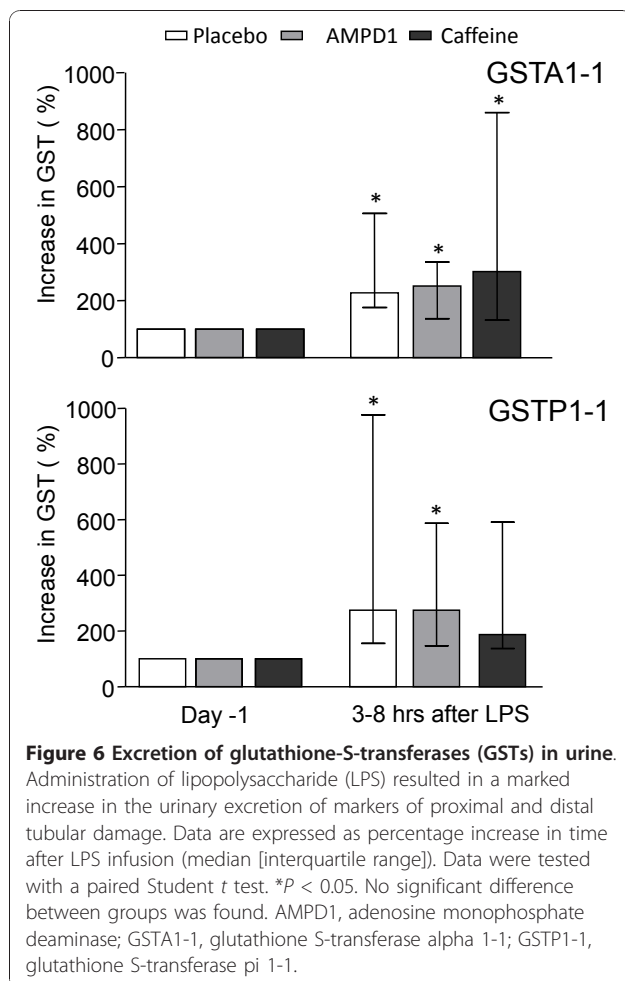 Placebo AMPD1 Caffeine
GSTA1-1
Increase in GST ( %)
1000
800
600
400
200
0
*
*
*
GSTP1-1
Increase in GST ( %)
1000
800
600
400
200
0
*
*
Day -1 3-8 hrs after LPS
Figure 6 Excretion of glutathione-S-transferases (GSTs) in urine.
Administration of lipopolysaccharide (LPS) resulted in a marked
increase in the urinary excretion of markers of proximal and distal
tubular damage. Data are expressed as percentage increase in time
after LPS infusion (median [interquartile range]). Data were tested
with a paired Student t test. *P < 0.05. No significant difference
between groups was found. AMPD1, adenosine monophosphate
deaminase; GSTA1-1, glutathione S-transferase alpha 1-1; GSTP1-1,
glutathione S-transferase pi 1-1.